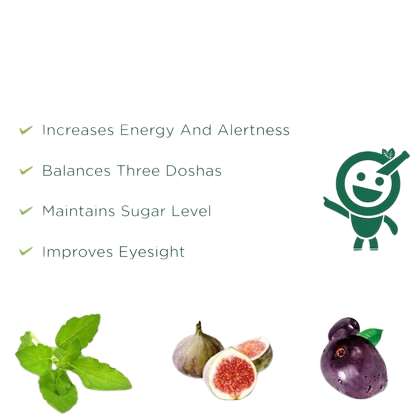 Increases Energy And Alertness
Balances Three Doshas
Maintains Sugar Level
Improves Eyesight